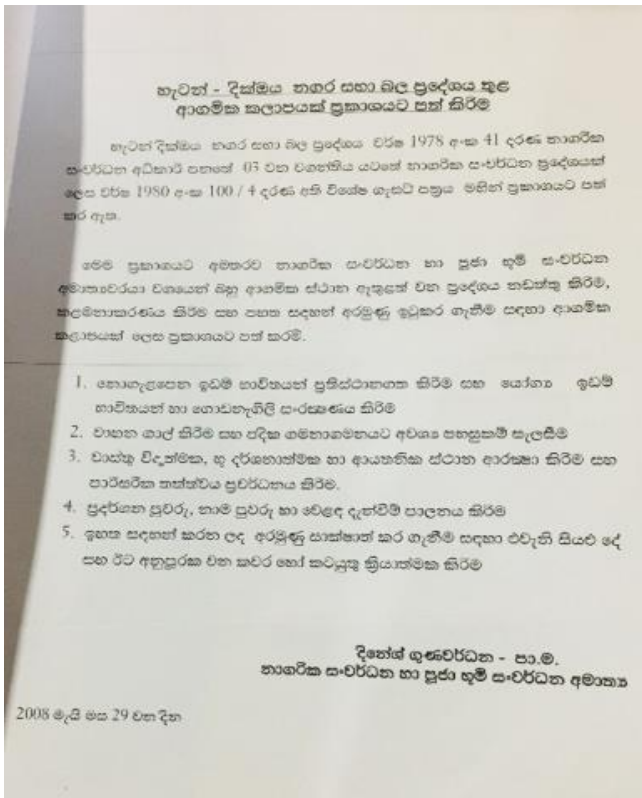 හැටන් - දික්ඔය නගර සභා බල ප්‍රදේශය තුළ
ආගමික කලාපයක් ප්‍රකාශයට පත් කිරීම
හැටන් දික්ඔය නගර සභා බල ප්‍රදේශය වර්ෂ 1978 අංක 41 දරණ නාගරික
සංවර්ධන අධිකාරී පනතේ 03 වන වගන්තිය යටතේ නාගරික සංවර්ධන ප්‍රදේශයක්
ලෙස වර්ෂ 1980 අංක 100 / 4 දරණ අති විශේෂ ගැසට් පත්‍රය මඟින් ප්‍රකාශයට පත්
කර ඇත.
මෙම ප්‍රකාශයට අමතරව නාගරික සංවර්ධන හා පූජා භූමි සංවර්ධන
අමාත්‍යවරයා වශයෙන් බහු ආගමික ස්ථාන ඇතුළත් වන ප්‍රදේශය නඩත්තු කිරීම,
කළමනාකරණය කිරීම සහ පහත සදහන් අරමුණු ඉටුකර ගැනීම සඳහා ආගමික
කළාපයක් ලෙස ප්‍රකාශයට පත් කරමි.
1. නොගැළපෙන ඉඩම් භාවිතයන් ප්‍රතිස්ථානගත කිරීම සහ යෝග්‍ය ඉඩම්
භාවිතයන් හා ගොඩනැගිලි සංරක්‍ෂණය කිරීම
2. වාහන ගාල් කිරීම සහ පදික ගමනාගමනයට අවශ්‍ය පහසුකම් සැලසීම
3. වාස්තු විද්‍යාත්මක, භූ දර්ශනාත්මක හා ආයතනික ස්ථාන ආරක්‍ෂා කිරීම සහ
පාරිසරික තත්ත්වය ප්‍රවර්ධනය කිරීම.
4. ප්‍රදර්ශන පුවරු, නාම පුවරු හා වෙළඳ දැන්වීම් පාලනය කිරීම
5. ඉහත සඳහන් කරන ලද අරමුණු සාක්ෂාත් කර ගැනීම සඳහා එවැනි සියළු දේ
සහ ඊට අනුපූරක වන කවර හෝ කටයුතු ක්‍රියාත්මක කිරීම
දිනේශ් ගුණවර්ධන - පා.ම.
නාගරික සංවර්ධන හා පූජා භූමි සංවර්ධන අමාත්‍ය
2008 මැයි මස 29 වන දින